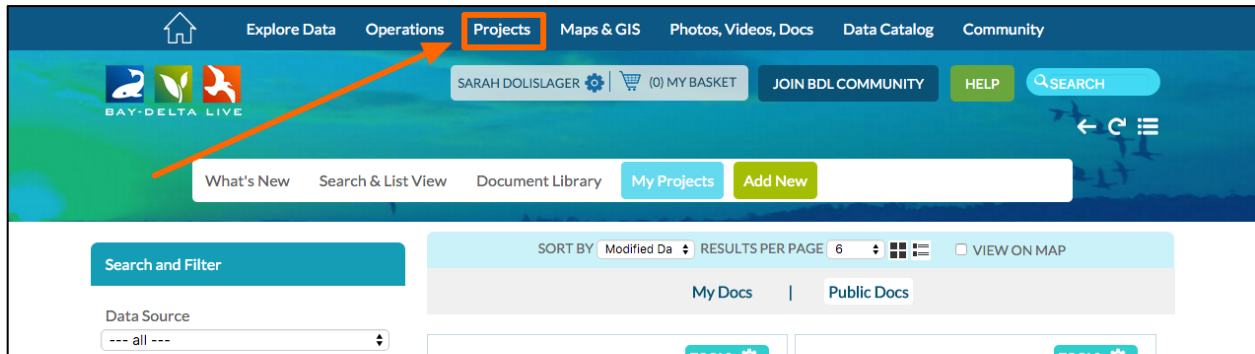 Explore Data Operations Projects Maps & GIS Photos, Videos, Docs Data Catalog Community
BAY-DELTA LIVE
SARAH DOLISLAGER (0) MY BASKET JOIN BDL COMMUNITY HELP SEARCH
What's New Search & List View Document Library My Projects Add New
Search and Filter
SORT BY Modified Da RESULTS PER PAGE 6 VIEW ON MAP
My Docs | Public Docs
Data Source
--- all ---